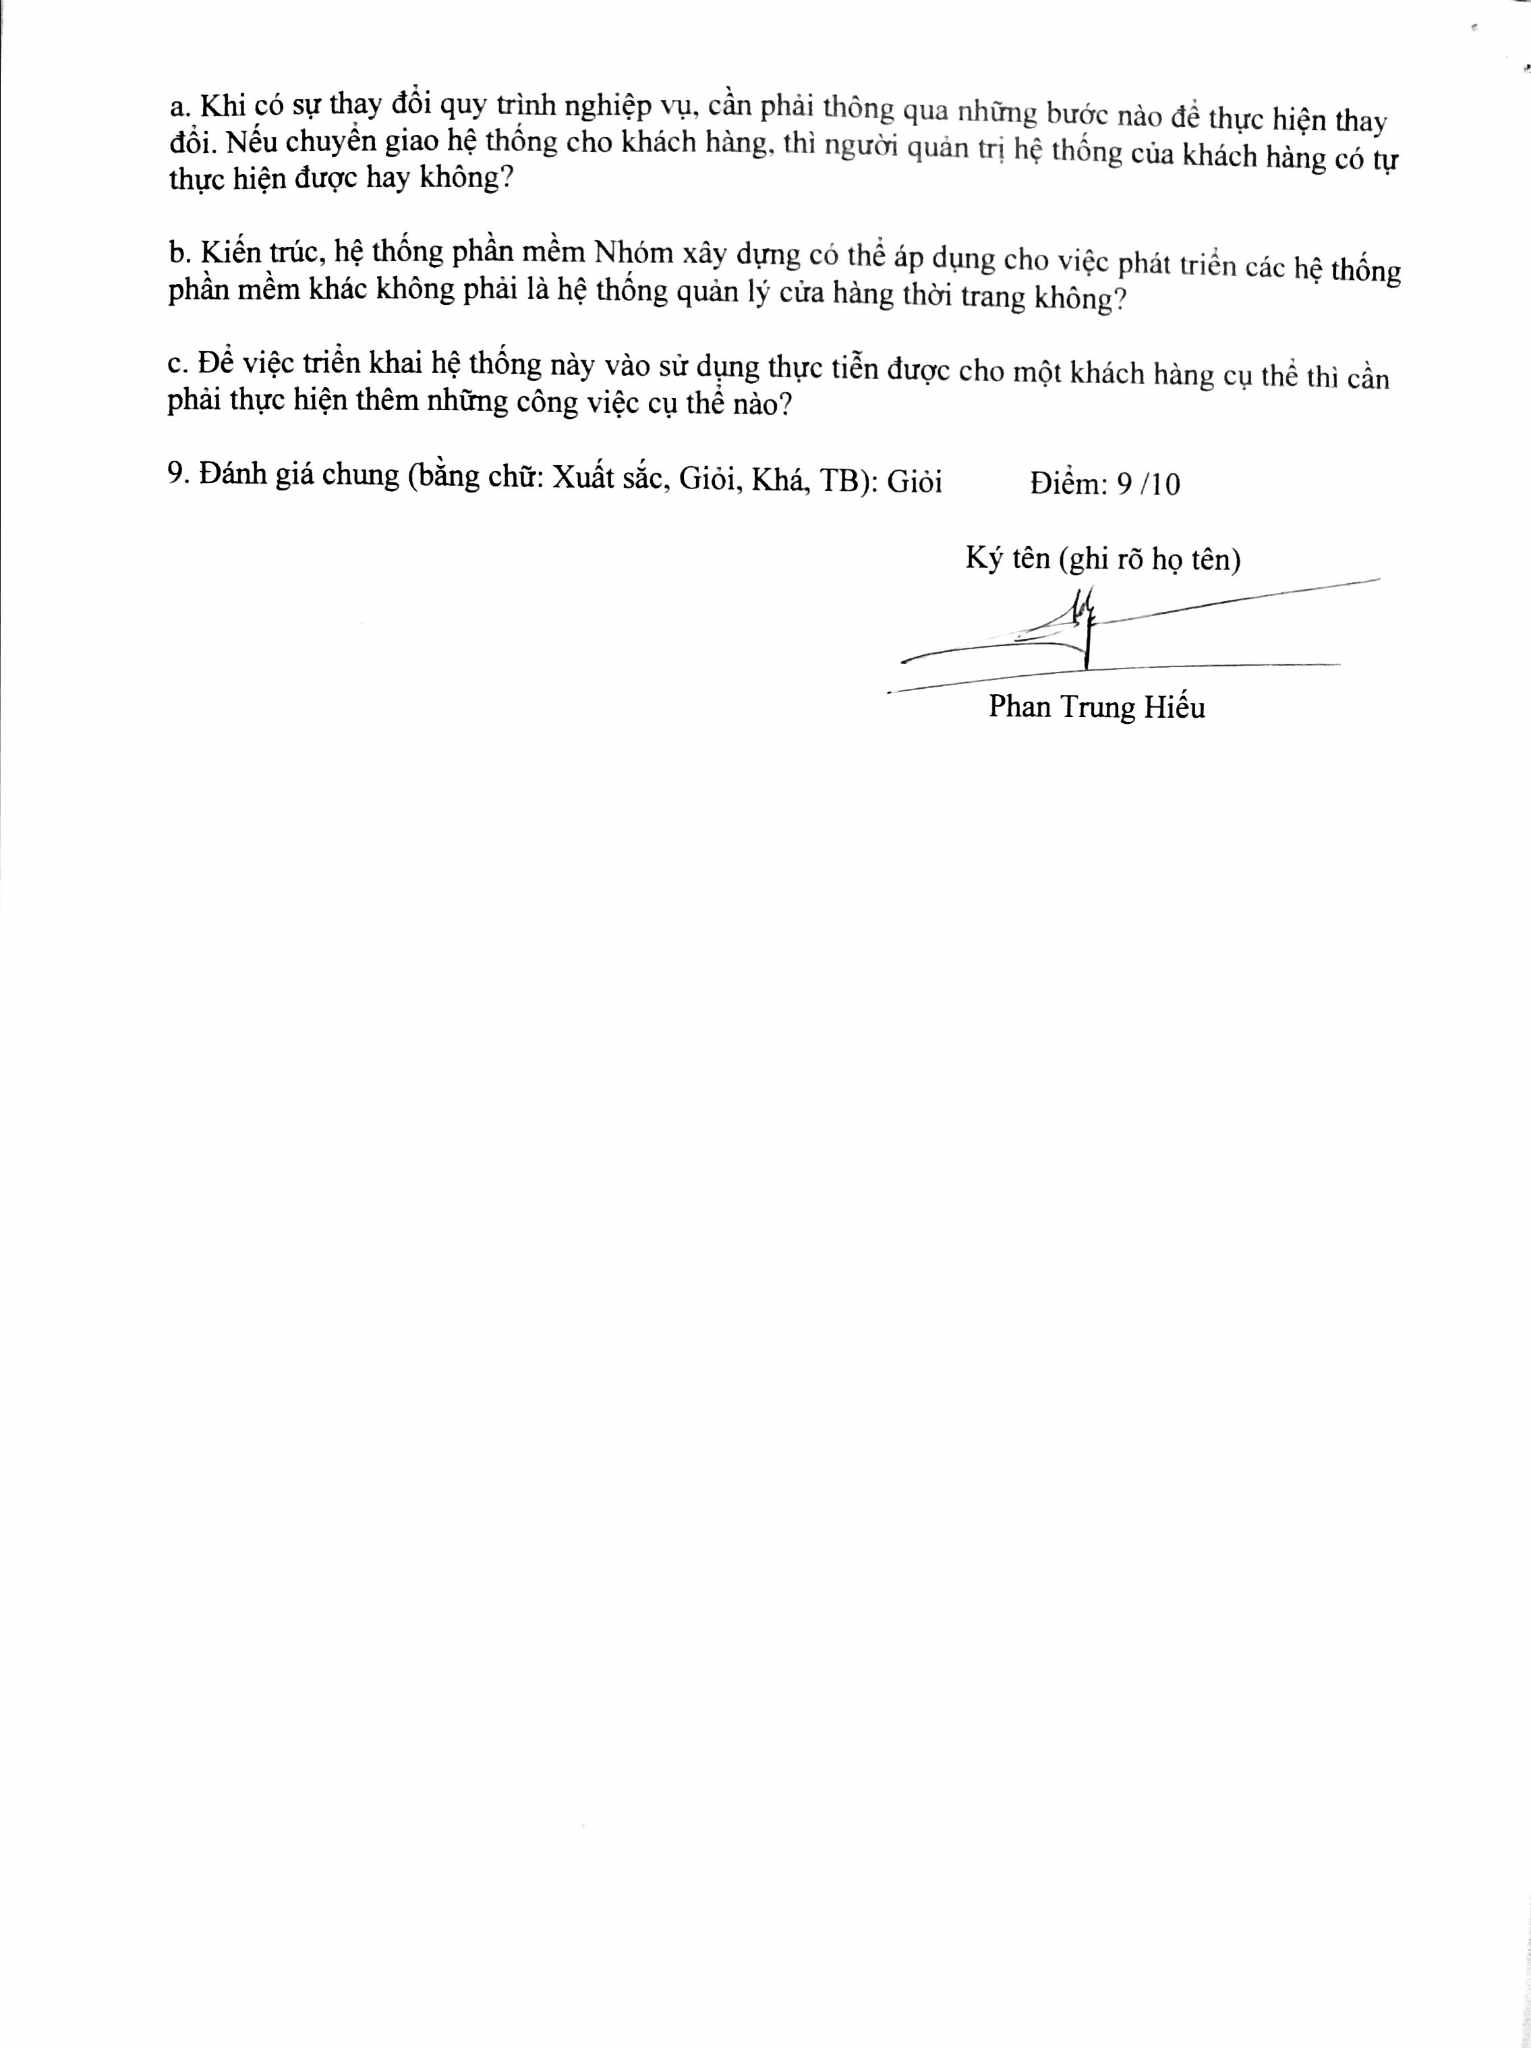 a. Khi có sự thay đổi quy trình nghiệp vụ, cần phải thông qua những bước nào để thực hiện thay
đổi. Nếu chuyển giao hệ thống cho khách hàng, thì người quản trị hệ thống của khách hàng có tự
thực hiện được hay không?
b. Kiến trúc, hệ thống phần mềm Nhóm xây dựng có thể áp dụng cho việc phát triển các hệ thống
phần mềm khác không phải là hệ thống quản lý cửa hàng thời trang không?
c. Để việc triển khai hệ thống này vào sử dụng thực tiễn được cho một khách hàng cụ thể thì cần
phải thực hiện thêm những công việc cụ thể nào?
9. Đánh giá chung (bằng chữ: Xuất sắc, Giỏi, Khá, TB): Giỏi Điểm: 9 /10
Ký tên (ghi rõ họ tên)
Phan Trung Hiếu